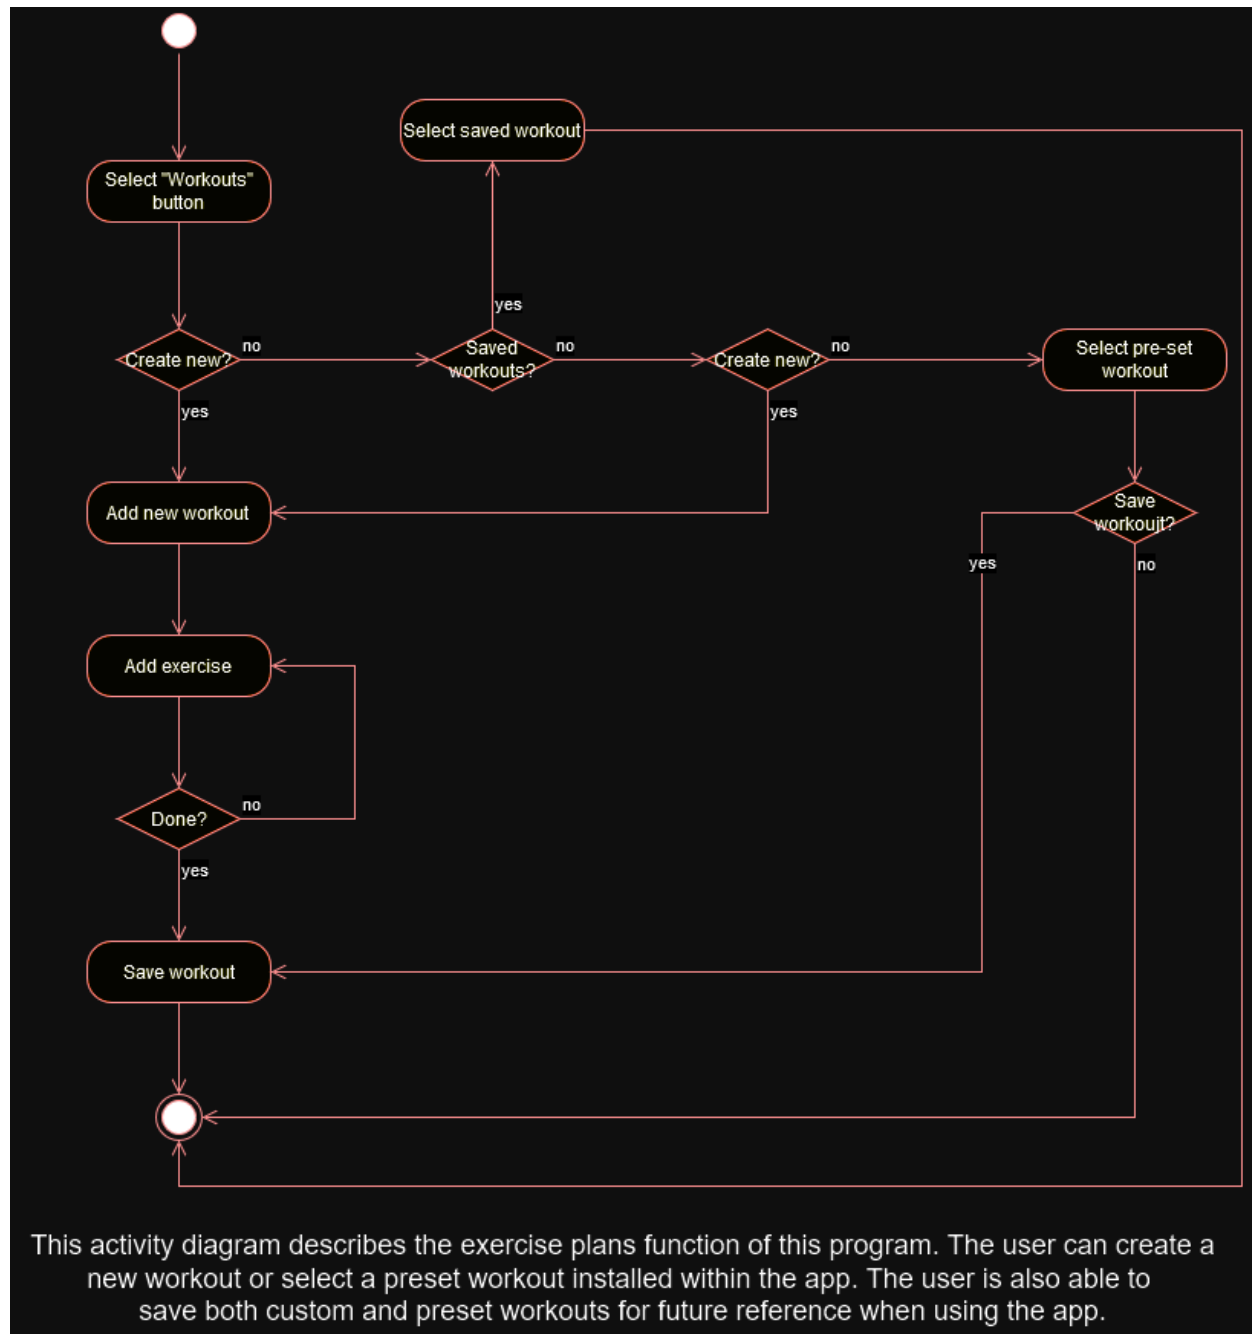 Select saved workout
Select "Workouts"
button
yes
Create new?
no
Saved
workouts?
no
Create new?
no
Select pre-set
workout
yes
yes
Add new workout
Save
workoujt?
yes
no
Add exercise
Done?
no
yes
Save workout
This activity diagram describes the exercise plans function of this program. The user can create a
new workout or select a preset workout installed within the app. The user is also able to
save both custom and preset workouts for future reference when using the app.